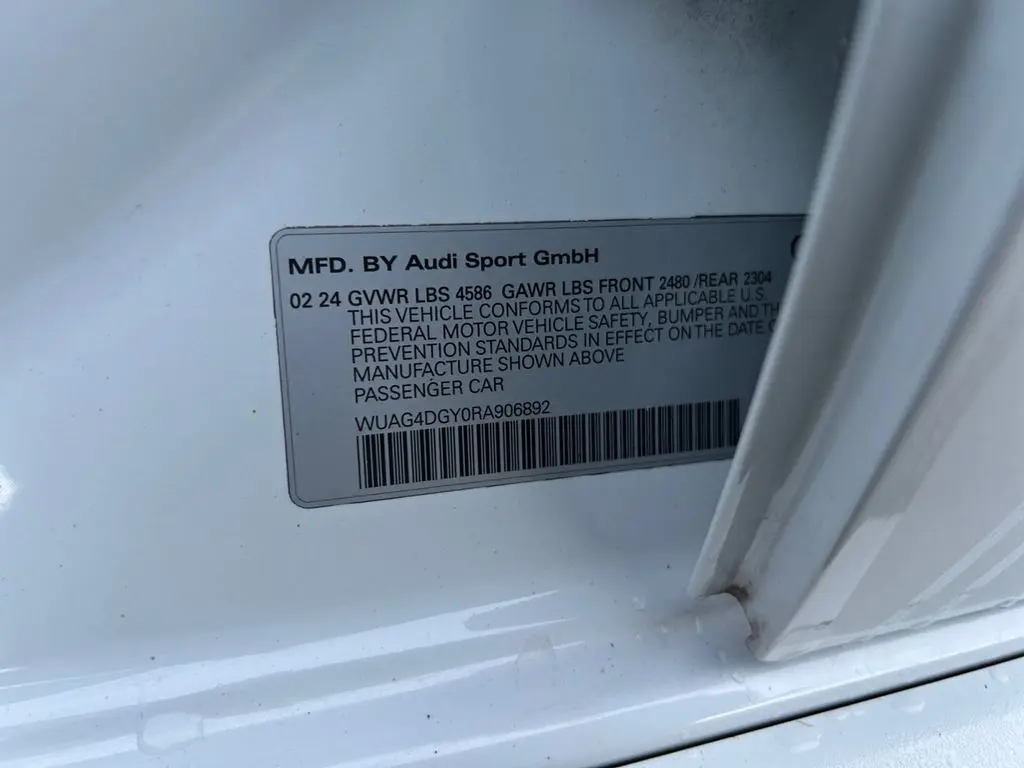 MFD. BY Audi Sport GmbH
02 24 GVWR LBS 4586 GAWR LBS FRONT 2480 /REAR 2304
THIS VEHICLE CONFORMS TO ALL APPLICABLE U.S.
FEDERAL MOTOR VEHICLE SAFETY, BUMPER AND TH
PREVENTION STANDARDS IN EFFECT ON THE DATE
MANUFACTURE SHOWN ABOVE
PASSENGER CAR
WUAG4DGY0RA906892